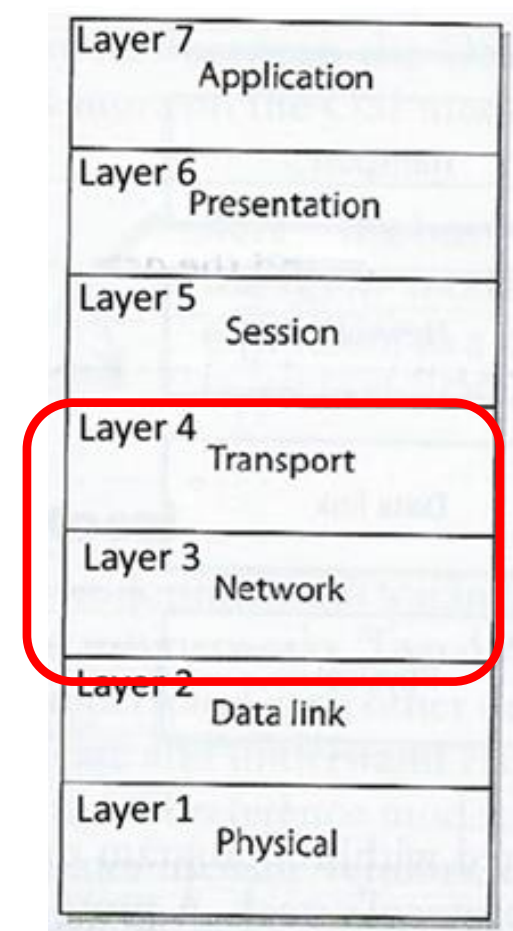 Layer 7
Application
Layer 6
Presentation
Layer 5
Session
Layer 4
Transport
Layer 3
Network
Layer 2
Data link
Layer 1
Physical